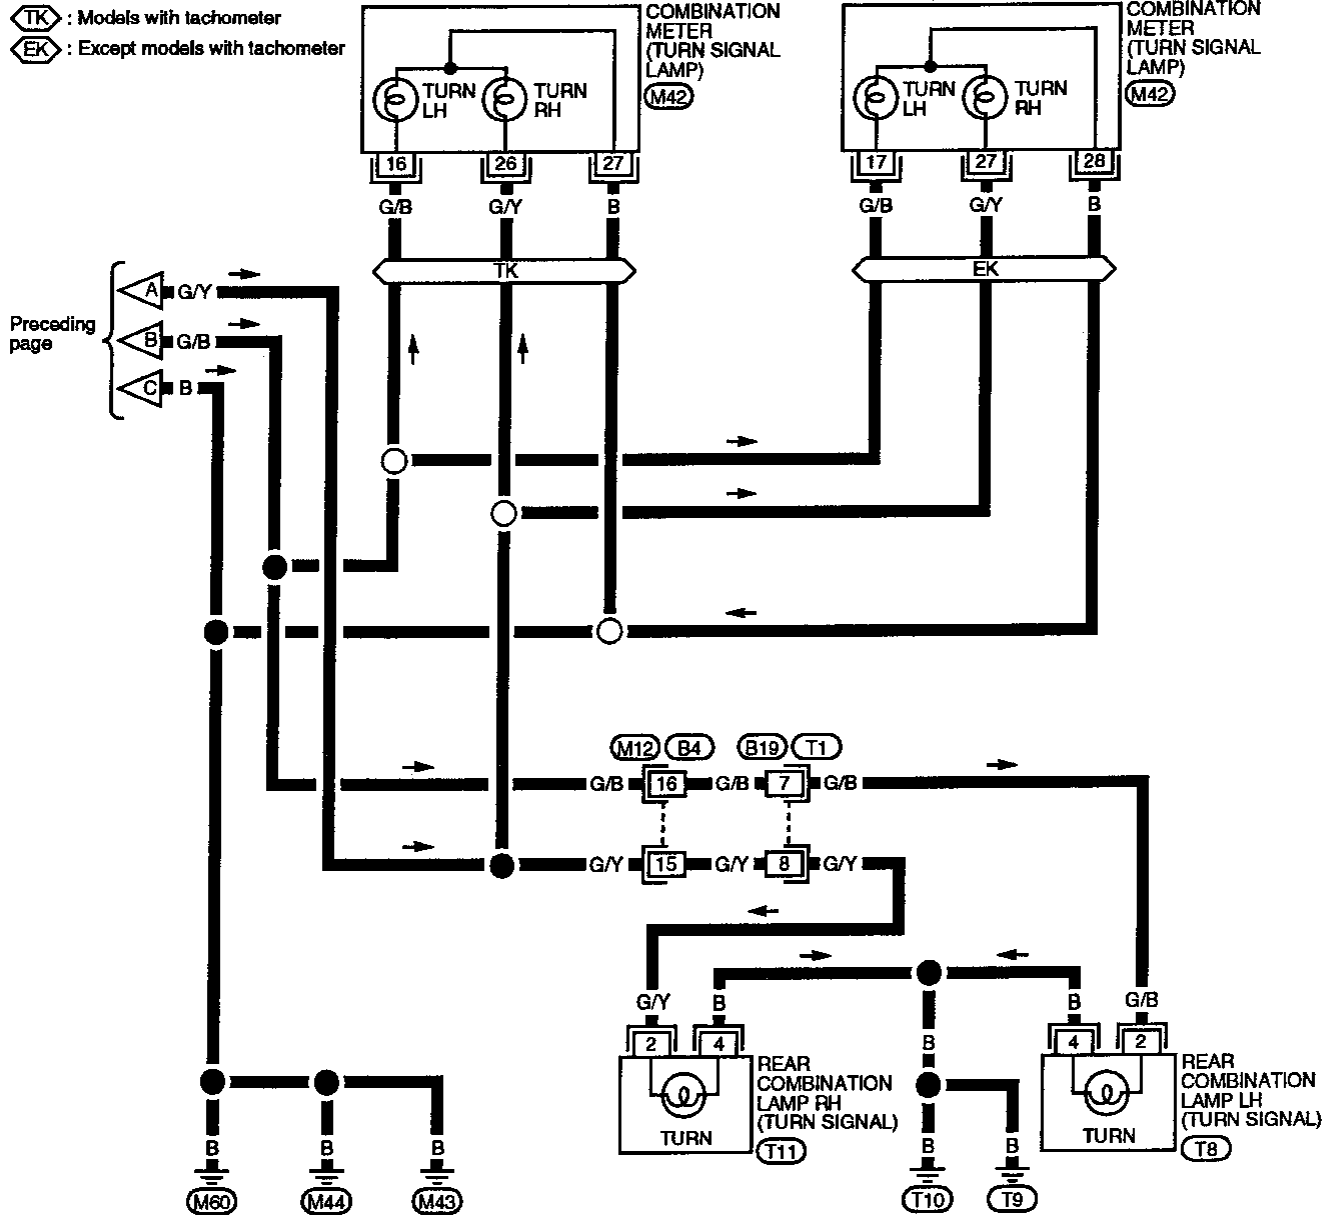 TK : Models with tachometer
EK : Except models with tachometer
COMBINATION
METER
(TURN SIGNAL
LAMP)
M42
TURN
LH
TURN
RH
16
26
27
G/B
G/Y
B
TK
COMBINATION
METER
(TURN SIGNAL
LAMP)
M42
TURN
LH
TURN
RH
17
27
28
G/B
G/Y
B
EK
Preceding
page
A G/Y
B G/B
C B
M12 B4 B19 T1
G/B 16 G/B 7 G/B
G/Y 15 G/Y 8 G/Y
G/Y B
2 4
TURN
REAR
COMBINATION
LAMP RH
(TURN SIGNAL)
T11
B
B B
T10 T9
B G/B
4 2
TURN
REAR
COMBINATION
LAMP LH
(TURN SIGNAL)
T8
B B B
M60 M44 M43